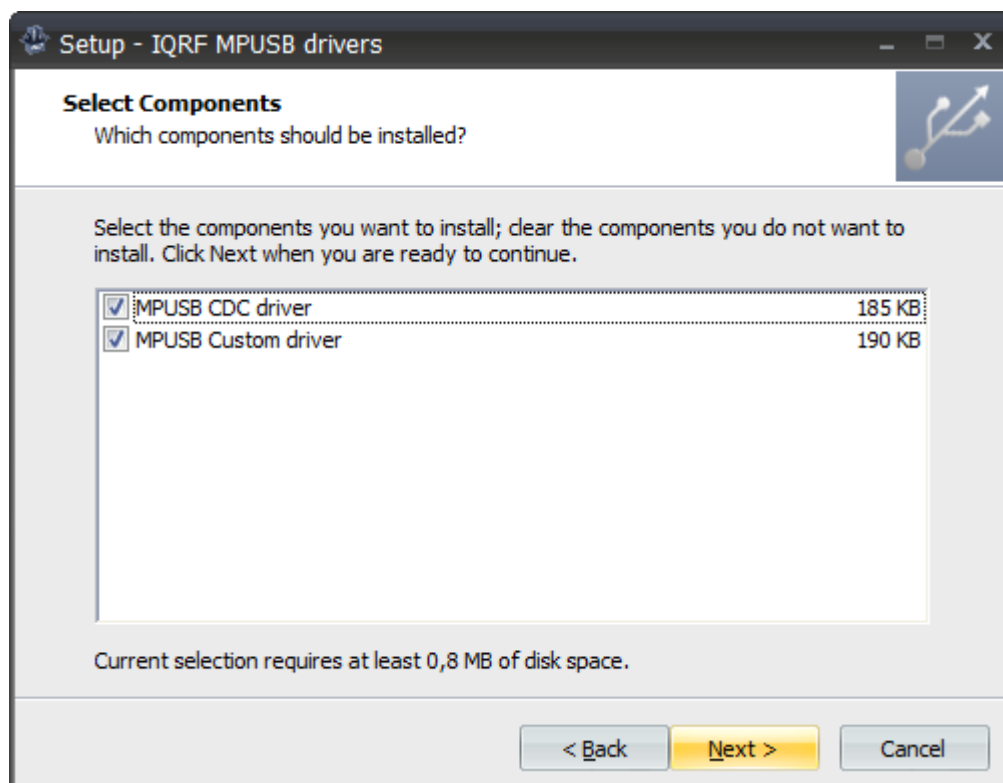 Setup - IQRF MPUSB drivers
Select Components
Which components should be installed?
Select the components you want to install; clear the components you do not want to
install. Click Next when you are ready to continue.
MPUSB CDC driver 185 KB
MPUSB Custom driver 190 KB
Current selection requires at least 0,8 MB of disk space.
< Back Next > Cancel